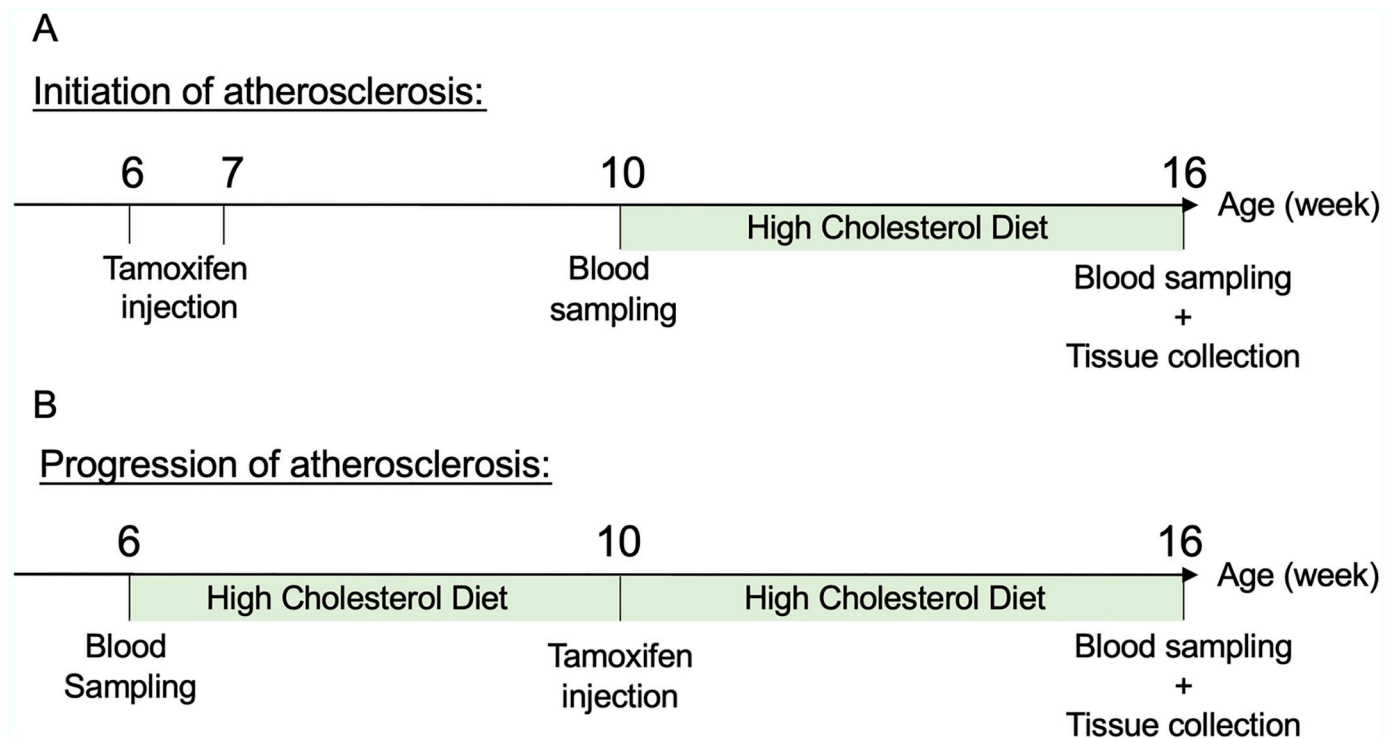 A
Initiation of atherosclerosis:
6 7 10 16
Age (week)
High Cholesterol Diet
Tamoxifen
injection
Blood
sampling
Blood sampling
+
Tissue collection
B
Progression of atherosclerosis:
6 10 16
Age (week)
High Cholesterol Diet High Cholesterol Diet
Blood
Sampling
Tamoxifen
injection
Blood sampling
+
Tissue collection